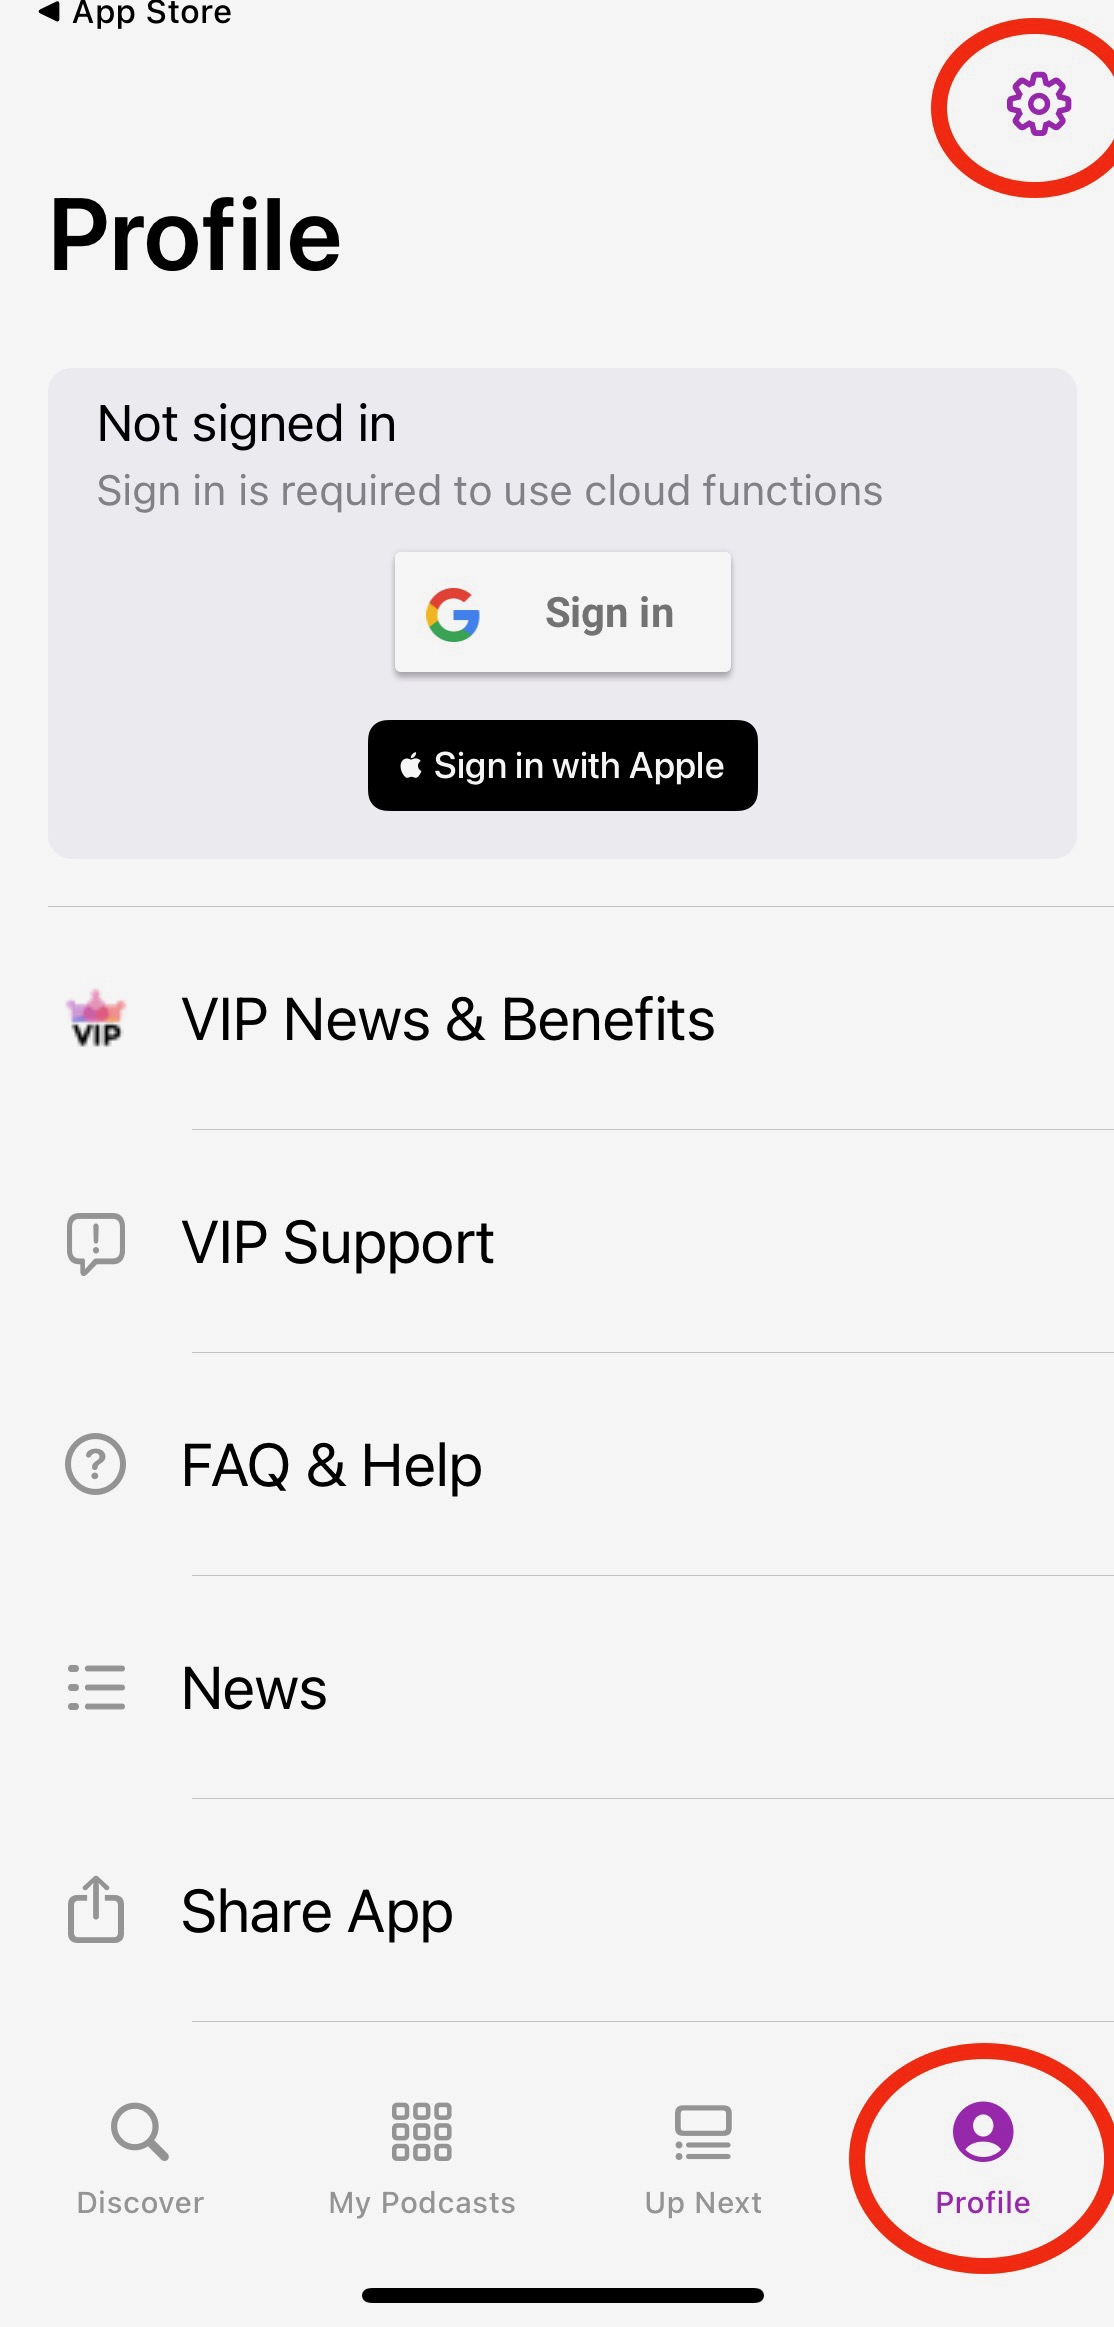 ◀ App Store
Profile
Not signed in
Sign in is required to use cloud functions
Sign in
Sign in with Apple
VIP
VIP News & Benefits
VIP Support
FAQ & Help
News
Share App
Discover
My Podcasts
Up Next
Profile